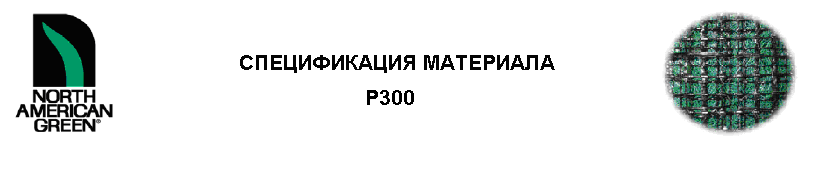 NORTH
AMERICAN
GREEN®
СПЕЦИФИКАЦИЯ МАТЕРИАЛА
P300